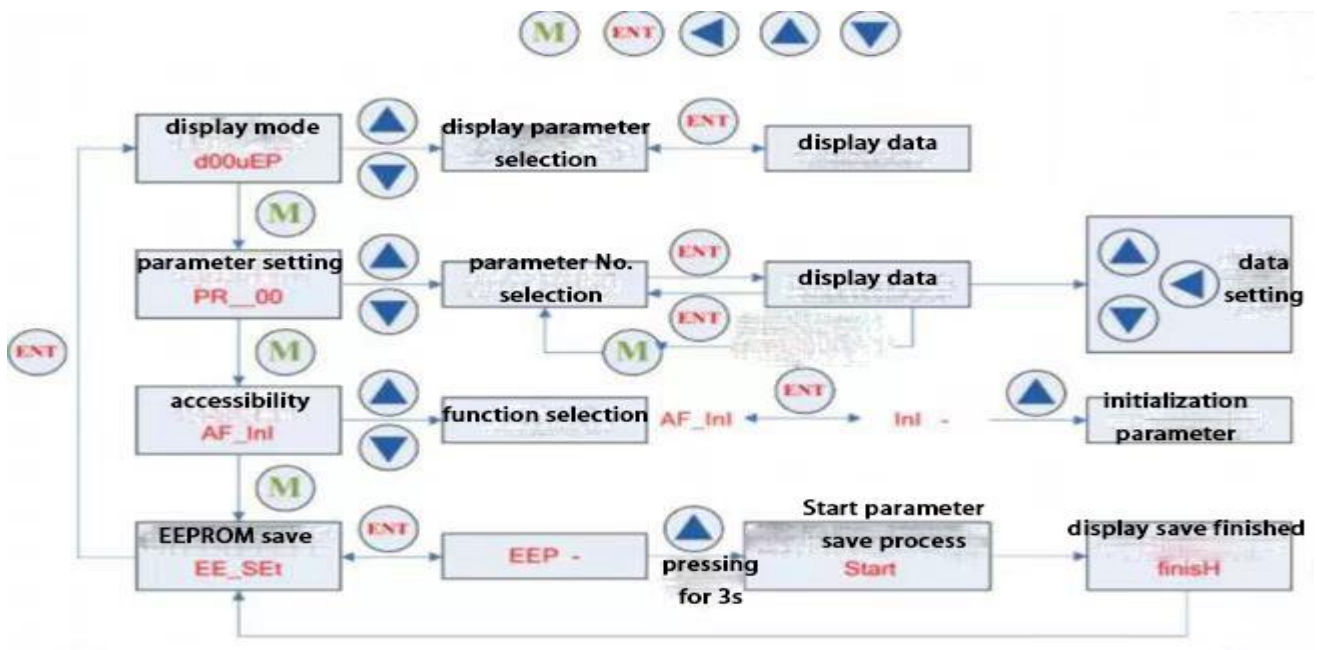 M ENT
display mode
d00uEP
display parameter
selection
ENT
display data
M
parameter setting
PR__00
parameter No.
selection
ENT
display data
data
setting
ENT
M
ENT
M
accessibility
AF_InI
function selection
AF_InI
ENT
InI -
initialization
parameter
M
EEPROM save
EE_SEt
ENT
EEP -
pressing
for 3s
Start parameter
save process
Start
display save finished
finisH